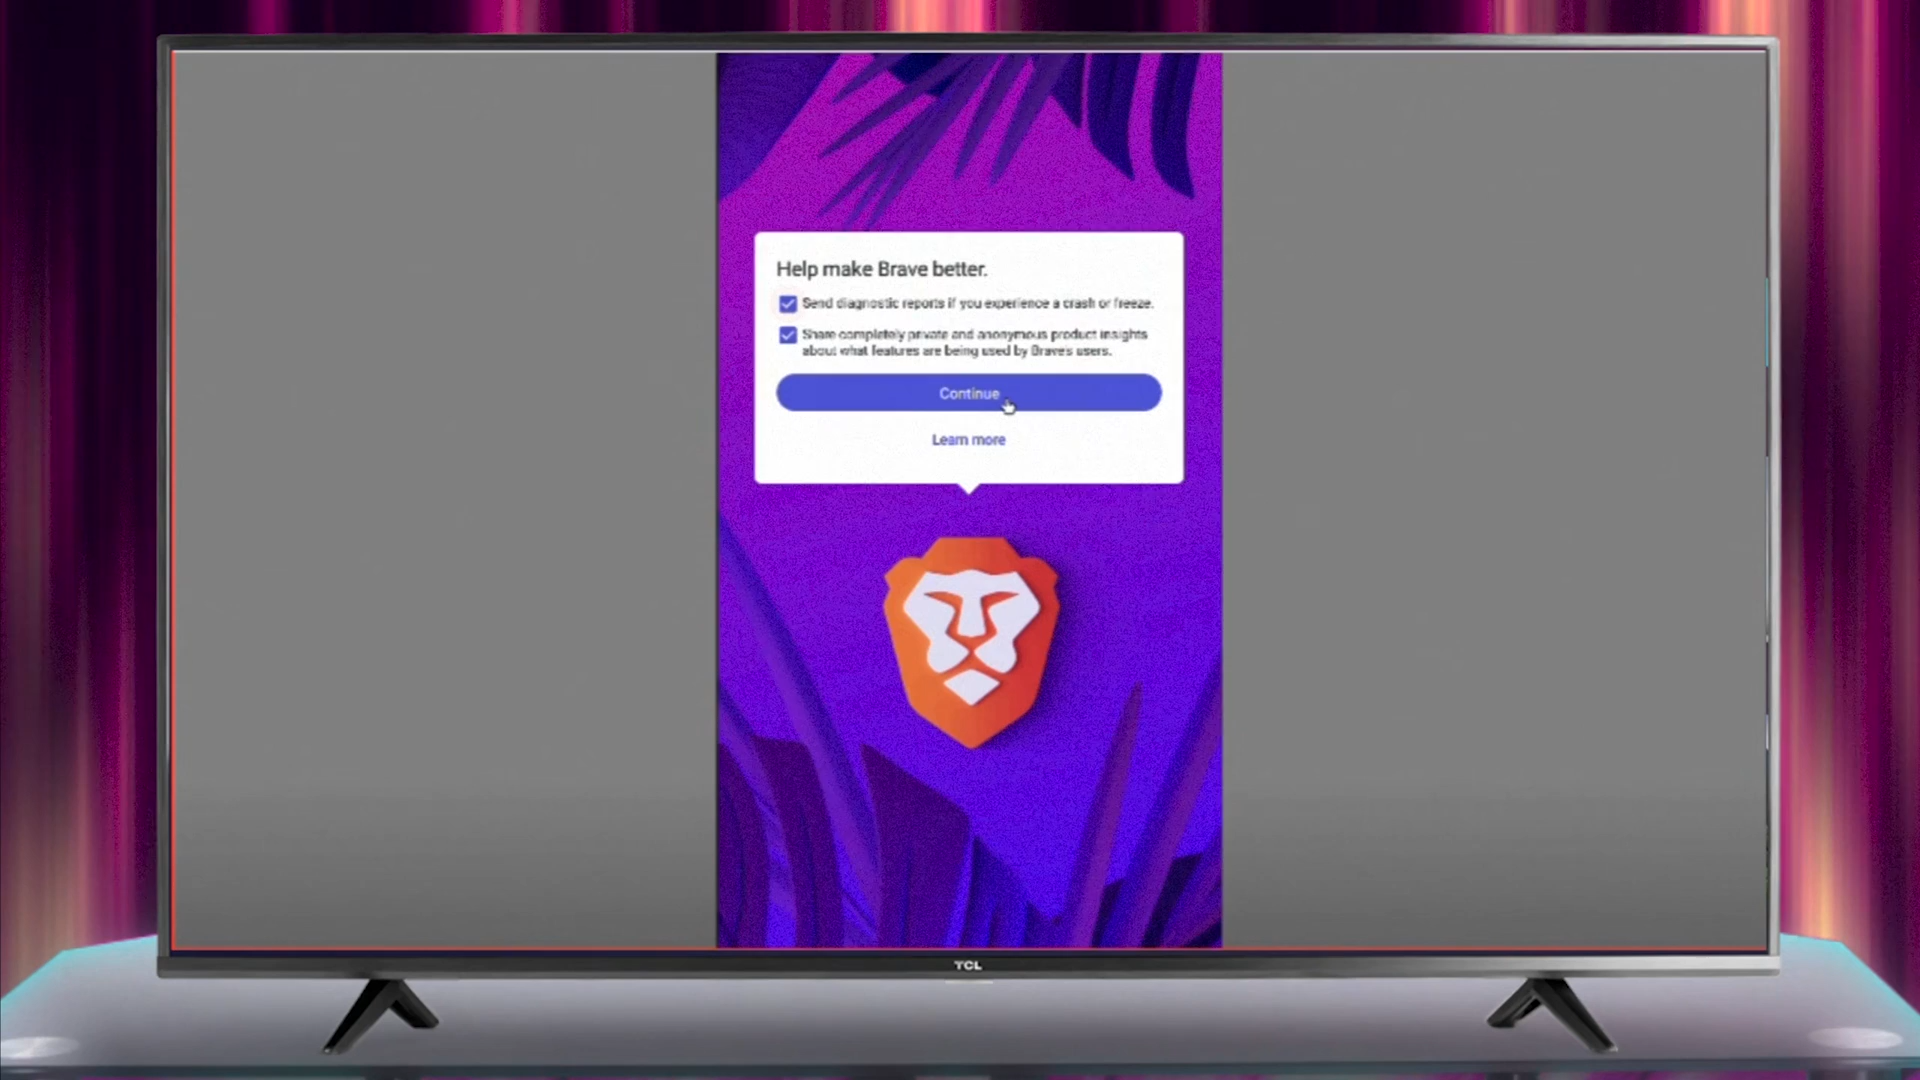 Help make Brave better.
Send diagnostic reports if you experience a crash or freeze.
Share completely private and anonymous product insights
about what features are being used by Brave's users.
Continue
Learn more
TCL